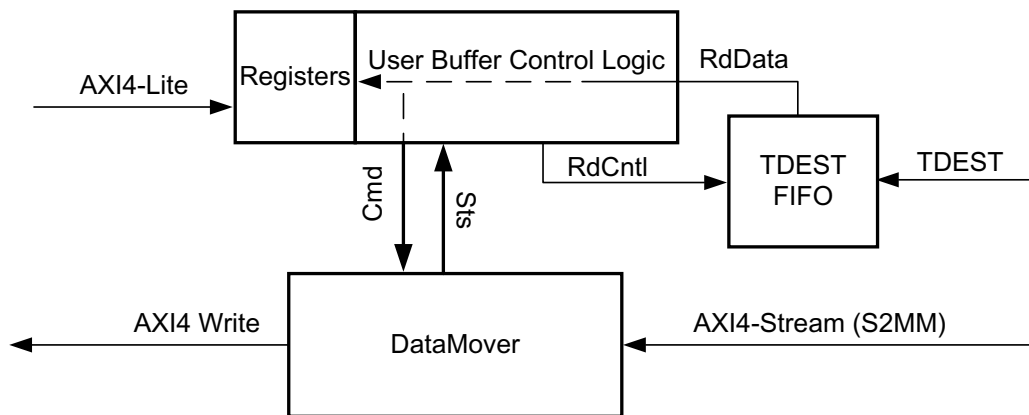 User Buffer Control Logic
RdData
Registers
AXI4-Lite
TDEST
FIFO
TDEST
RdCntl
Cmd
Sts
AXI4 Write
DataMover
AXI4-Stream (S2MM)